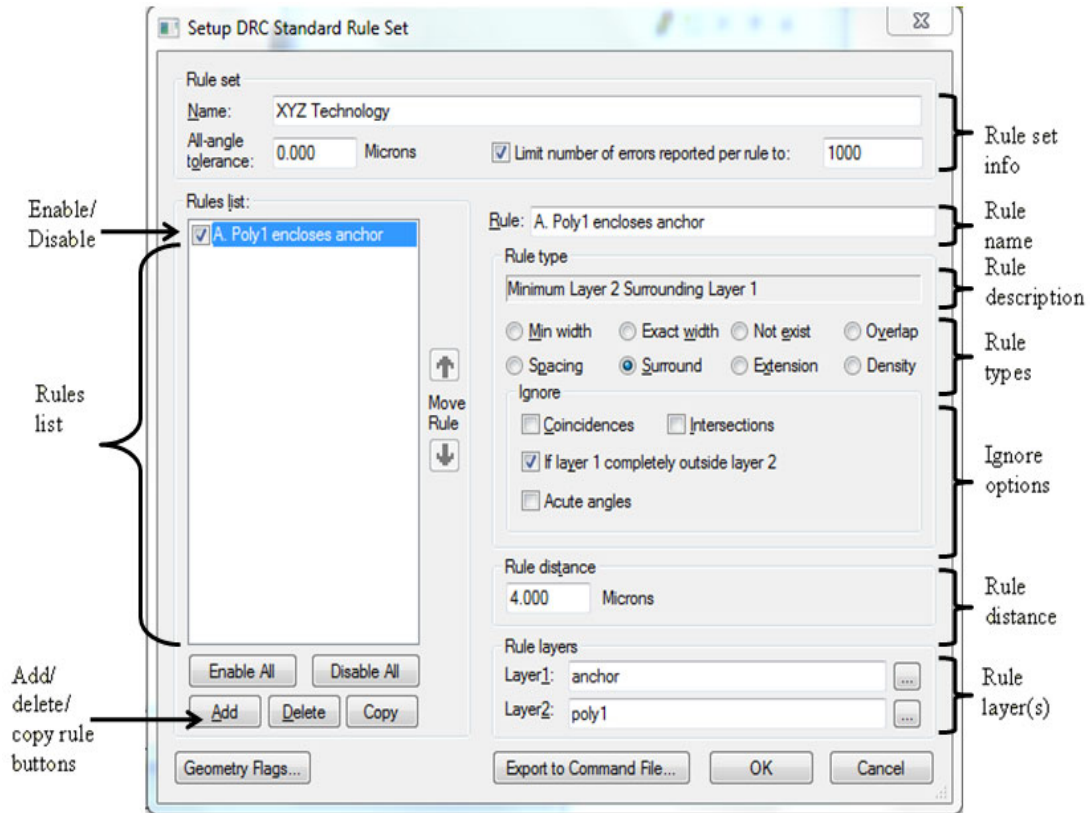 Setup DRC Standard Rule Set
Rule set
Name: XYZ Technology
All-angle tolerance: 0.000 Microns
Limit number of errors reported per rule to: 1000
Rule set info
Rules list:
Enable/ Disable
A. Poly1 encloses anchor
Rules list
Move Rule
Enable All
Disable All
Add
Delete
Copy
Add/ delete/ copy rule buttons
Rule: A. Poly1 encloses anchor
Rule name
Rule type
Minimum Layer 2 Surrounding Layer 1
Rule description
Min width
Exact width
Not exist
Overlap
Spacing
Surround
Extension
Density
Rule types
Ignore
Coincidences
Intersections
If layer 1 completely outside layer 2
Acute angles
Ignore options
Rule distance
4.000 Microns
Rule distance
Rule layers
Layer1: anchor ...
Layer2: poly1 ...
Rule layer(s)
Geometry Flags...
Export to Command File...
OK
Cancel